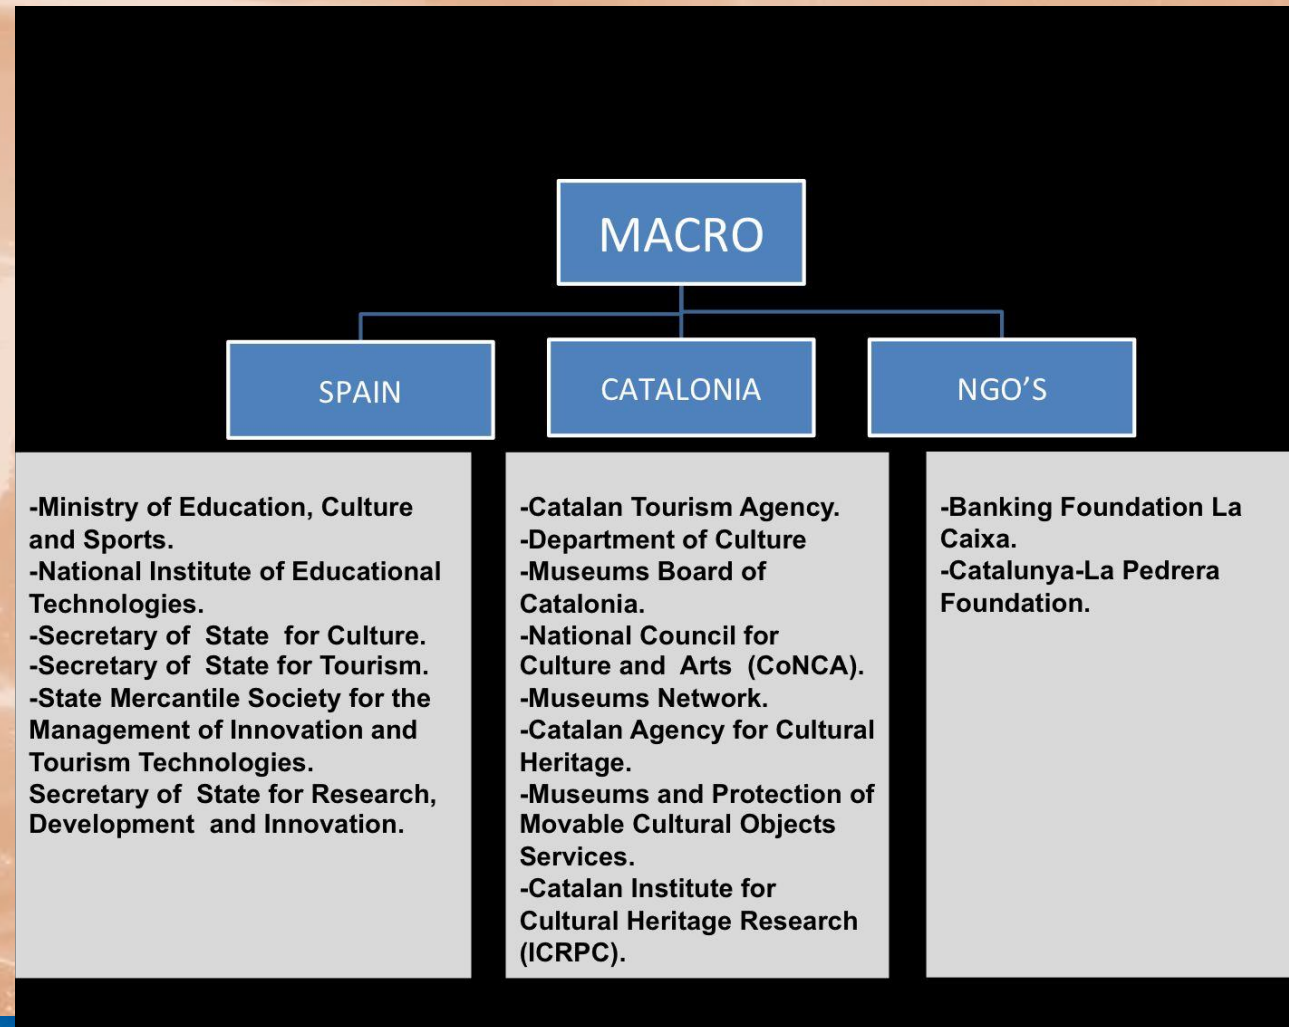 MACRO
SPAIN
CATALONIA
NGO'S
-Ministry of Education, Culture
and Sports.
-National Institute of Educational
Technologies.
-Secretary of State for Culture.
-Secretary of State for Tourism.
-State Mercantile Society for the
Management of Innovation and
Tourism Technologies.
Secretary of State for Research,
Development and Innovation.
-Catalan Tourism Agency.
-Department of Culture
-Museums Board of
Catalonia.
-National Council for
Culture and Arts (CoNCA).
-Museums Network.
-Catalan Agency for Cultural
Heritage.
-Museums and Protection of
Movable Cultural Objects
Services.
-Catalan Institute for
Cultural Heritage Research
(ICRPC).
-Banking Foundation La
Caixa.
-Catalunya-La Pedrera
Foundation.